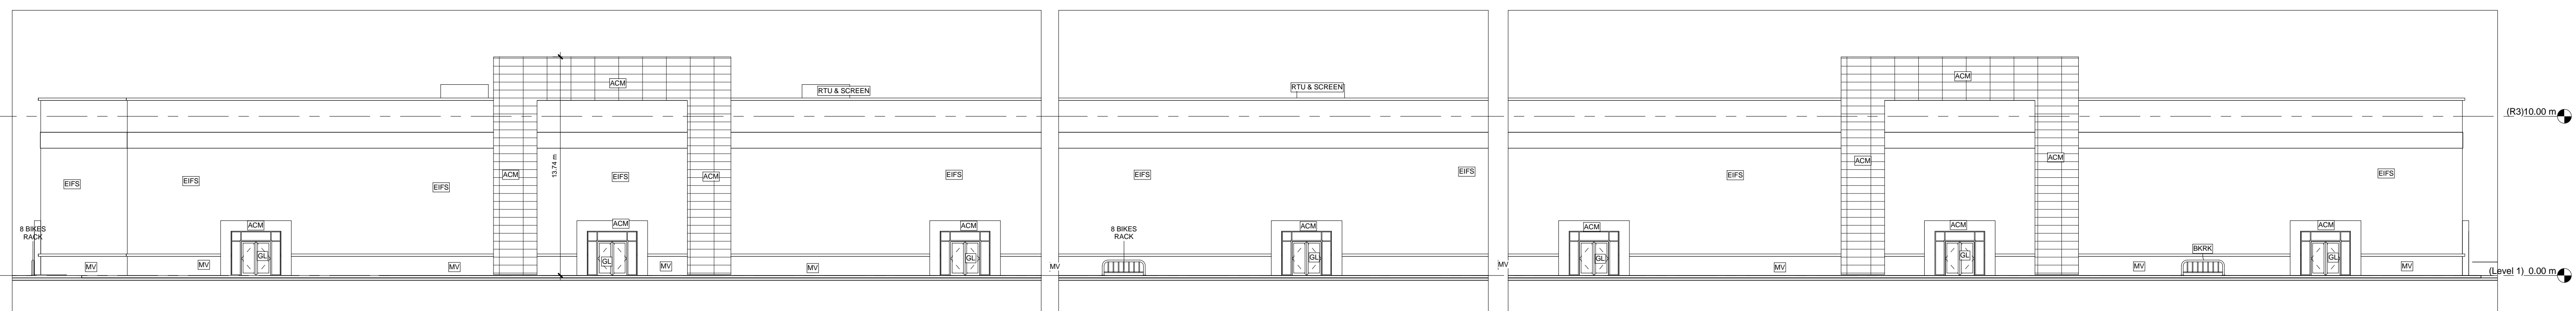 ACM
ACM
RTU & SCREEN
RTU & SCREEN
(R3)10.00 m
13.74 m
EIFS
EIFS
EIFS
ACM
EIFS
ACM
EIFS
EIFS
EIFS
EIFS
ACM
ACM
EIFS
8 BIKES
RACK
ACM
ACM
ACM
8 BIKES
RACK
ACM
ACM
ACM
ACM
BKRK
MV
MV
GL
MV
GL
MV
MV
GL
MV
GL
MV
GL
MV
GL
MV
GL
MV
(Level 1) 0.00 m